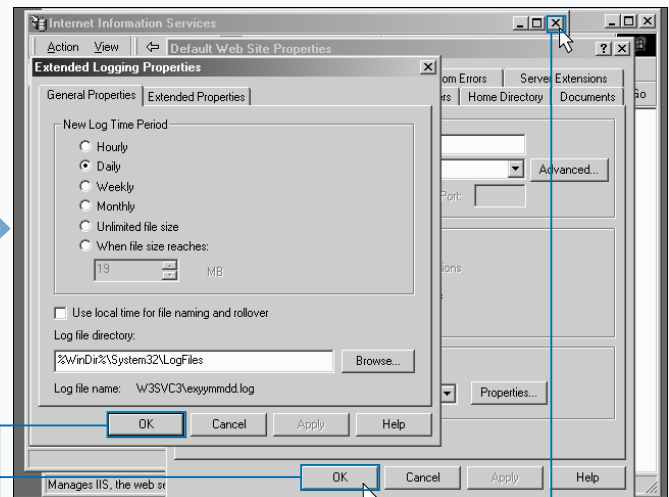 Internet Information Services
Action View
Default Web Site Properties
Extended Logging Properties
General Properties Extended Properties
om Errors Server Extensions
ers Home Directory Documents
New Log Time Period
Hourly
Daily
Weekly
Monthly
Unlimited file size
When file size reaches:
19 MB
Advanced...
Port:
ions
Use local time for file naming and rollover
Log file directory:
%WinDir%\System32\LogFiles
Browse...
Log file name: W3SVC3\exyymmdd.log
Properties...
OK Cancel Apply Help
OK Cancel Apply Help
Manages IIS, the web se